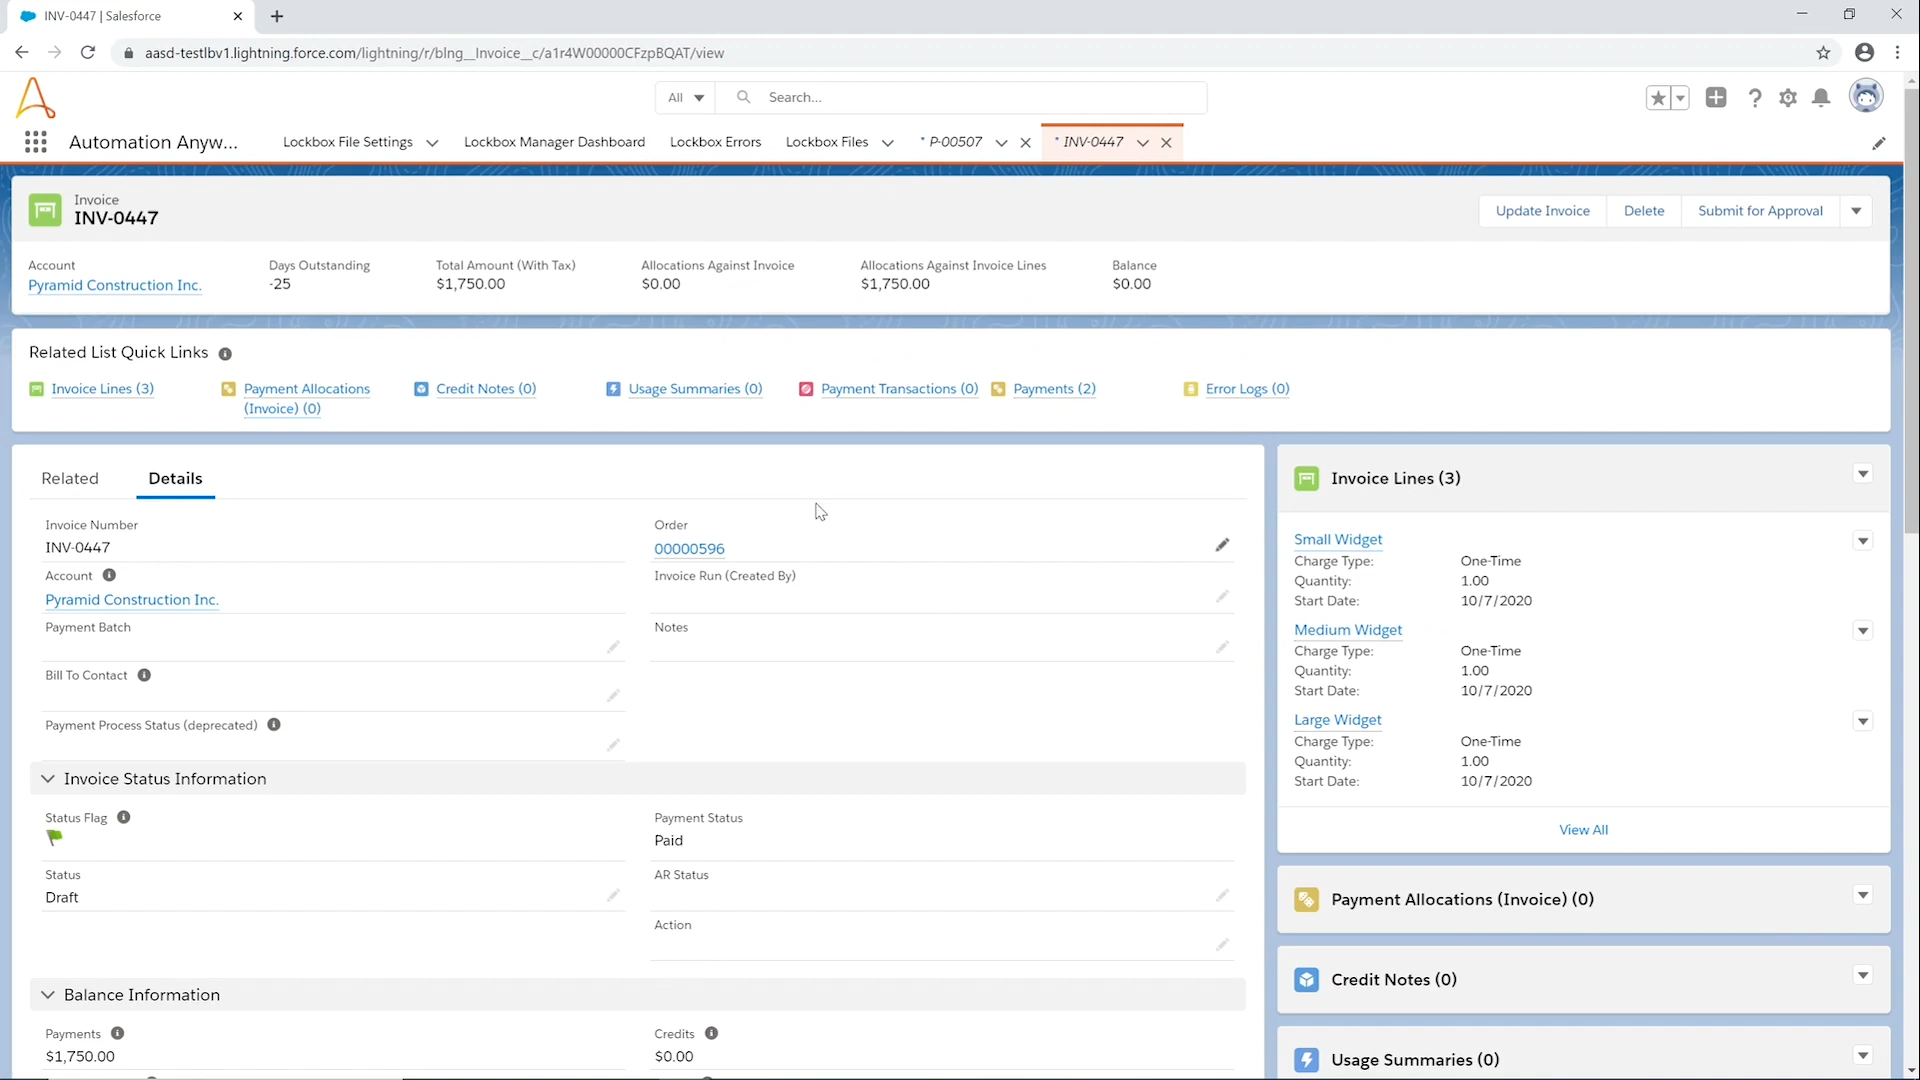 INV-0447 | Salesforce
aasd-testlbv1.lightning.force.com/lightning/r/blng__Invoice__c/a1r4W00000CFzpBQAT/view
All
Search...
Automation Anyw...
Lockbox File Settings
Lockbox Manager Dashboard
Lockbox Errors
Lockbox Files
* P-00507
* INV-0447
Invoice
INV-0447
Update Invoice
Delete
Submit for Approval
Account
Days Outstanding
Total Amount (With Tax)
Allocations Against Invoice
Allocations Against Invoice Lines
Balance
Pyramid Construction Inc.
-25
$1,750.00
$0.00
$1,750.00
$0.00
Related List Quick Links
Invoice Lines (3)
Payment Allocations
(Invoice) (0)
Credit Notes (0)
Usage Summaries (0)
Payment Transactions (0)
Payments (2)
Error Logs (0)
Related
Details
Invoice Number
INV-0447
Order
00000596
Account
Pyramid Construction Inc.
Invoice Run (Created By)
Payment Batch
Notes
Bill To Contact
Payment Process Status (deprecated)
Invoice Status Information
Status Flag
Payment Status
Paid
Status
Draft
AR Status
Action
Balance Information
Payments
$1,750.00
Credits
$0.00
Invoice Lines (3)
Small Widget
Charge Type: One-Time
Quantity: 1.00
Start Date: 10/7/2020
Medium Widget
Charge Type: One-Time
Quantity: 1.00
Start Date: 10/7/2020
Large Widget
Charge Type: One-Time
Quantity: 1.00
Start Date: 10/7/2020
View All
Payment Allocations (Invoice) (0)
Credit Notes (0)
Usage Summaries (0)